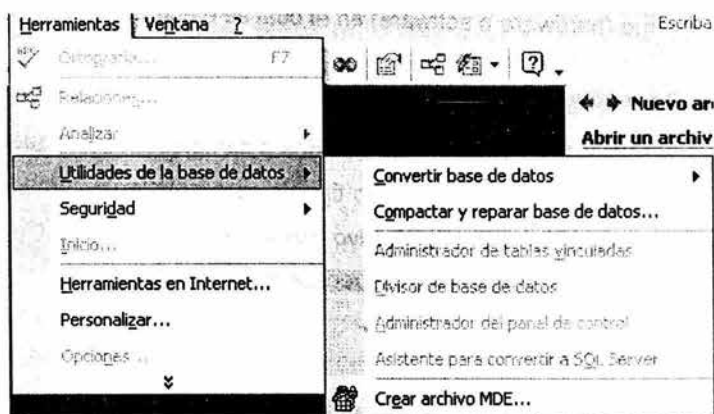 Herramientas Ventana ? Escriba
Ortografía... F7
Relaciones...
Analizar
Nuevo ar
Abrir un archiv
Utilidades de la base de datos
Seguridad
Inicio...
Herramientas en Internet...
Personalizar...
Opciones ...
Convertir base de datos
Compactar y reparar base de datos...
Administrador de tablas vinculadas
Divisor de base de datos
Administrador del panel de control
Asistente para convertir a SQL Server
Crear archivo MDE...